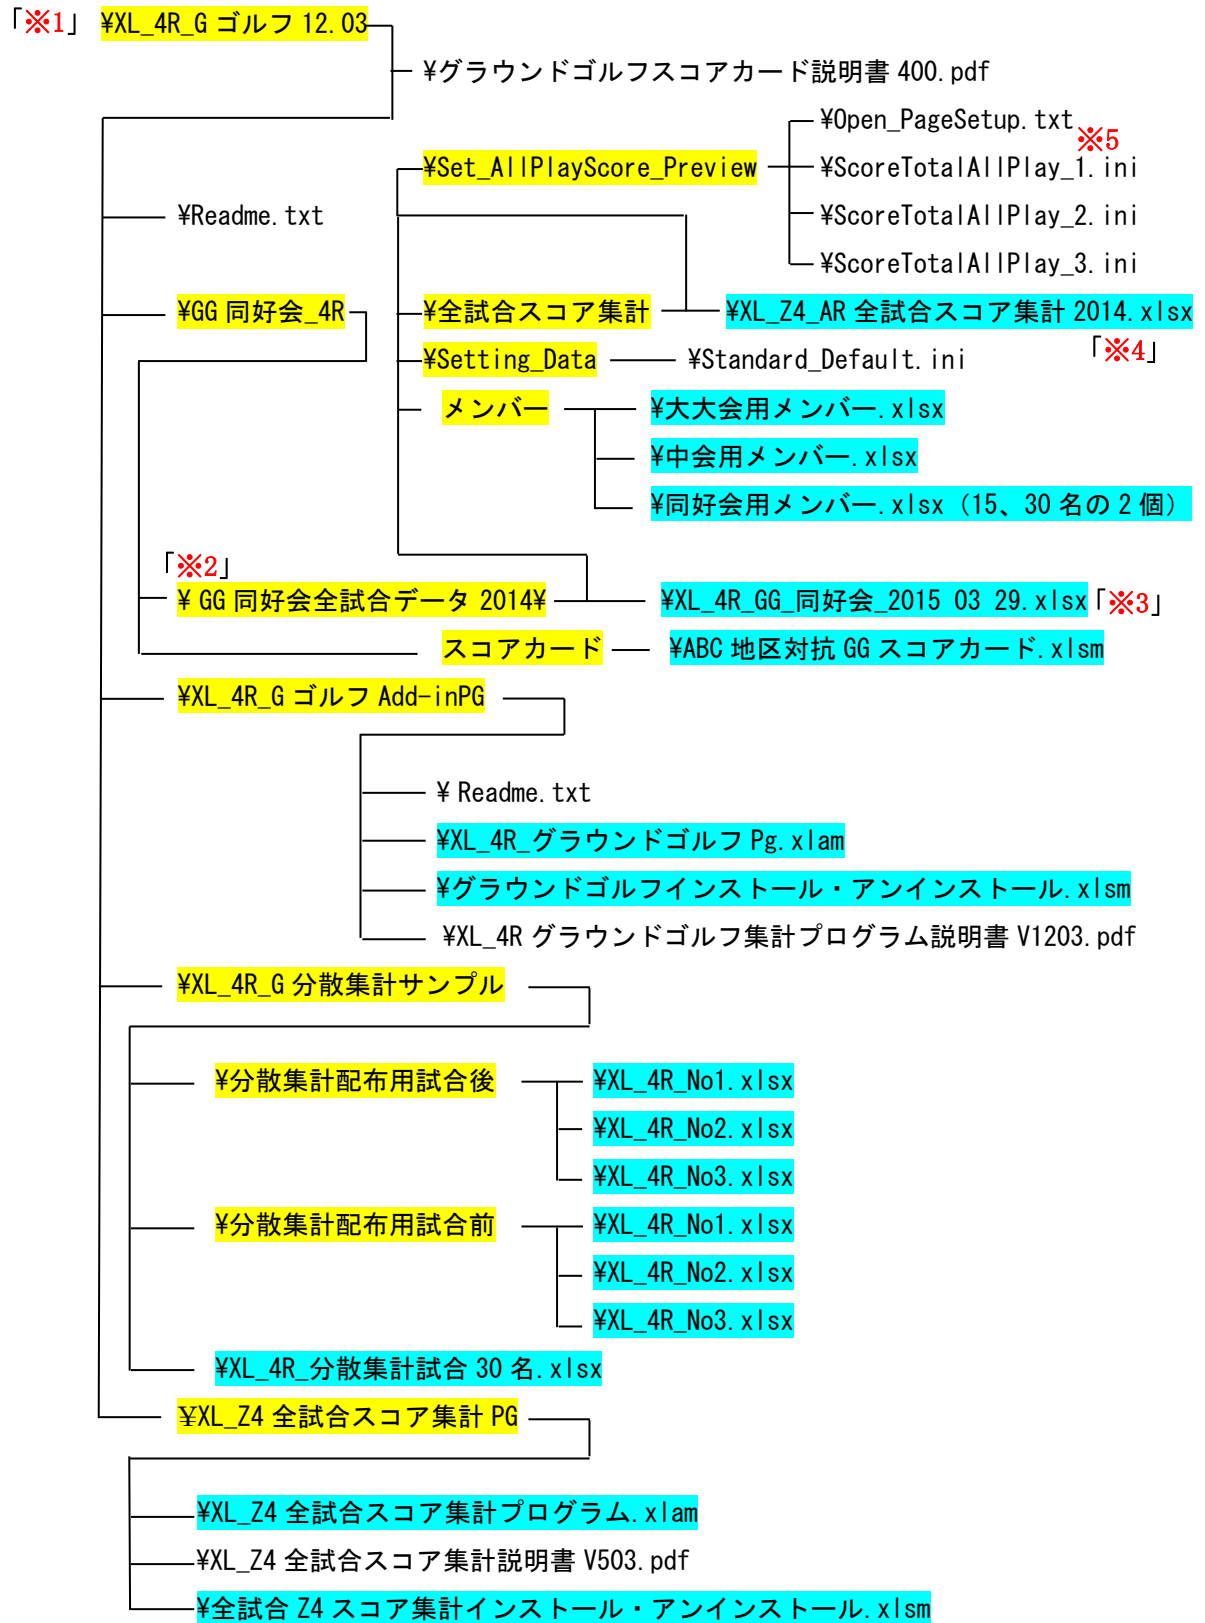 「※1」 ¥XL_4R_G ゴルフ 12.03
¥グラウンドゴルフスコアカード説明書 400.pdf
¥Open_PageSetup.txt
※5
¥Set_AllPlayScore_Preview ¥ScoreTotalAllPlay_1.ini
¥Readme.txt ¥ScoreTotalAllPlay_2.ini
¥ScoreTotalAllPlay_3.ini
¥GG 同好会_4R ¥全試合スコア集計 ¥XL_Z4_AR 全試合スコア集計 2014.xlsx
「※4」
¥Setting_Data ¥Standard_Default.ini
メンバー ¥大大会用メンバー.xlsx
¥中会用メンバー.xlsx
¥同好会用メンバー.xlsx（15、30 名の 2 個）
「※2」
¥ GG 同好会全試合データ 2014¥ ¥XL_4R_GG_同好会_2015 03 29.xlsx「※3」
スコアカード ¥ABC 地区対抗 GG スコアカード.xlsm
¥XL_4R_G ゴルフ Add-inPG
¥ Readme.txt
¥XL_4R_グラウンドゴルフ Pg.xlam
¥グラウンドゴルフインストール・アンインストール.xlsm
¥XL_4R グラウンドゴルフ集計プログラム説明書 V1203.pdf
¥XL_4R_G 分散集計サンプル
¥分散集計配布用試合後 ¥XL_4R_No1.xlsx
¥XL_4R_No2.xlsx
¥XL_4R_No3.xlsx
¥分散集計配布用試合前 ¥XL_4R_No1.xlsx
¥XL_4R_No2.xlsx
¥XL_4R_No3.xlsx
¥XL_4R_分散集計試合 30 名.xlsx
¥XL_Z4 全試合スコア集計 PG
¥XL_Z4 全試合スコア集計プログラム.xlam
¥XL_Z4 全試合スコア集計説明書 V503.pdf
¥全試合 Z4 スコア集計インストール・アンインストール.xlsm